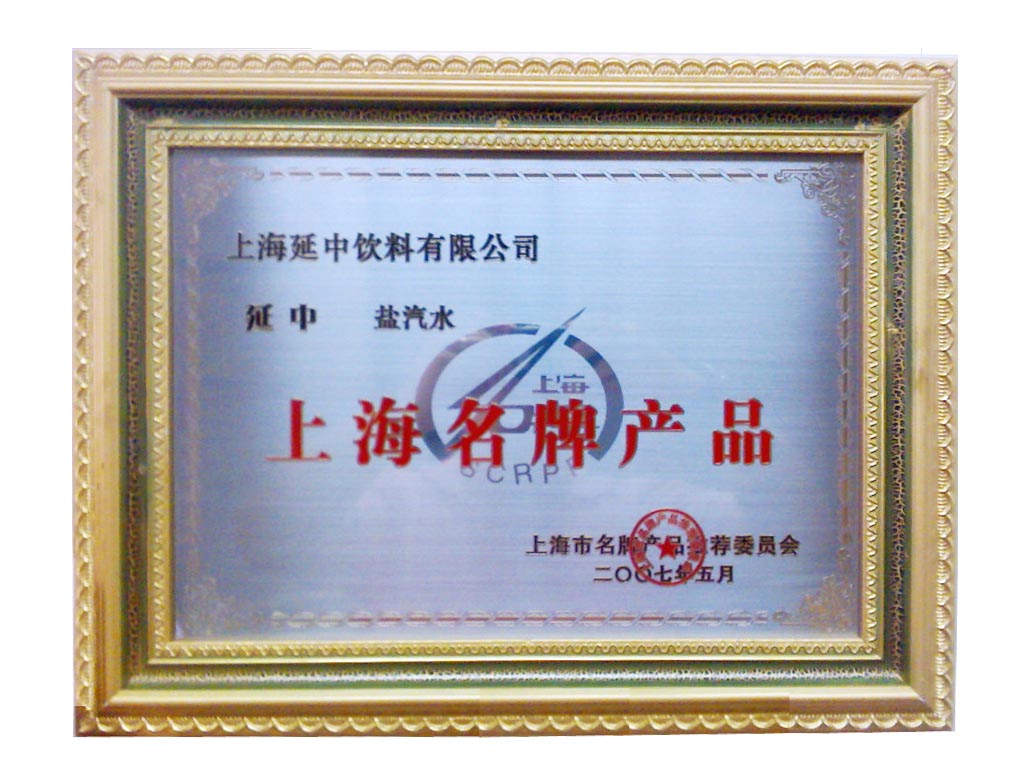 上海延中饮料有限公司
延中 盐汽水
上海
上海名牌产品
CRP
上海市名牌产品推荐委员会
二〇〇七年五月